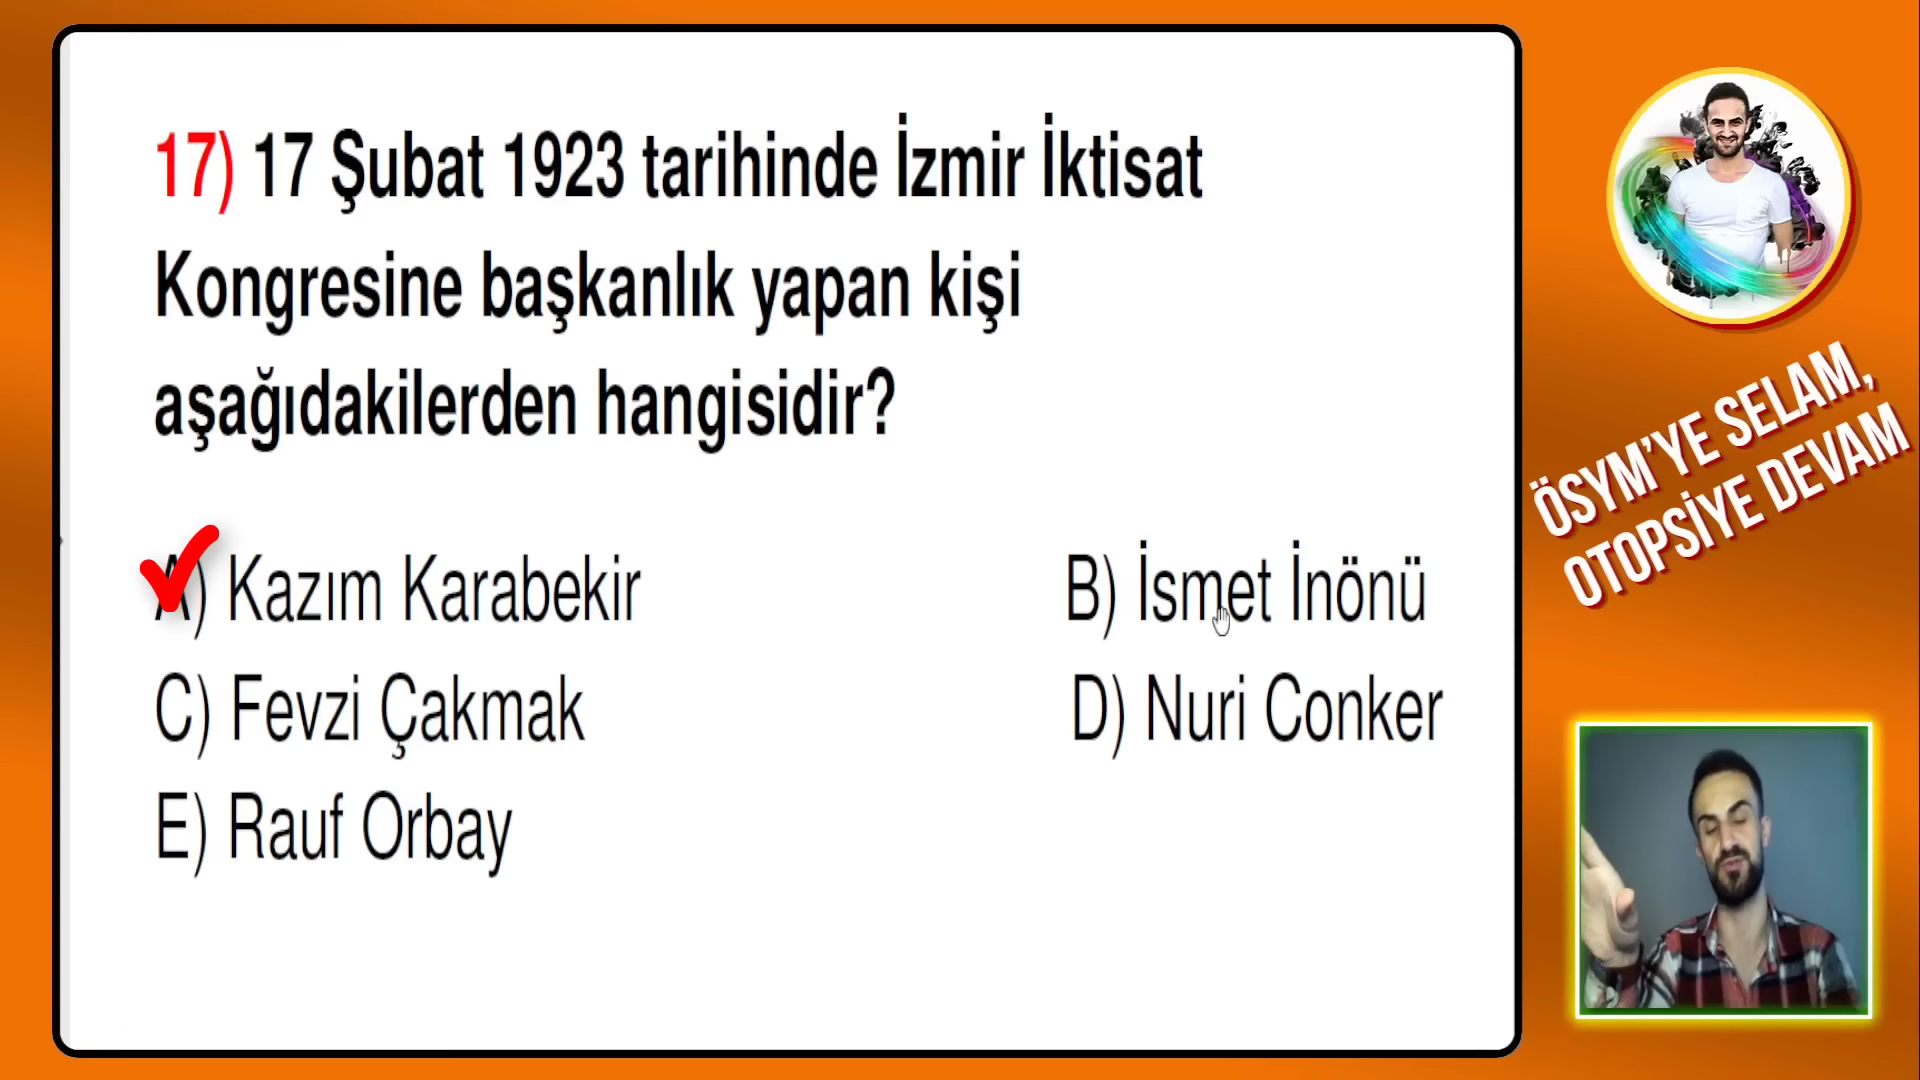 17) 17 Şubat 1923 tarihinde İzmir İktisat
Kongresine başkanlık yapan kişi
aşağıdakilerden hangisidir?
A) Kazım Karabekir
B) İsmet İnönü
C) Fevzi Çakmak
D) Nuri Conker
E) Rauf Orbay
ÖSYM'YE SELAM,
OTOPSİYE DEVAM